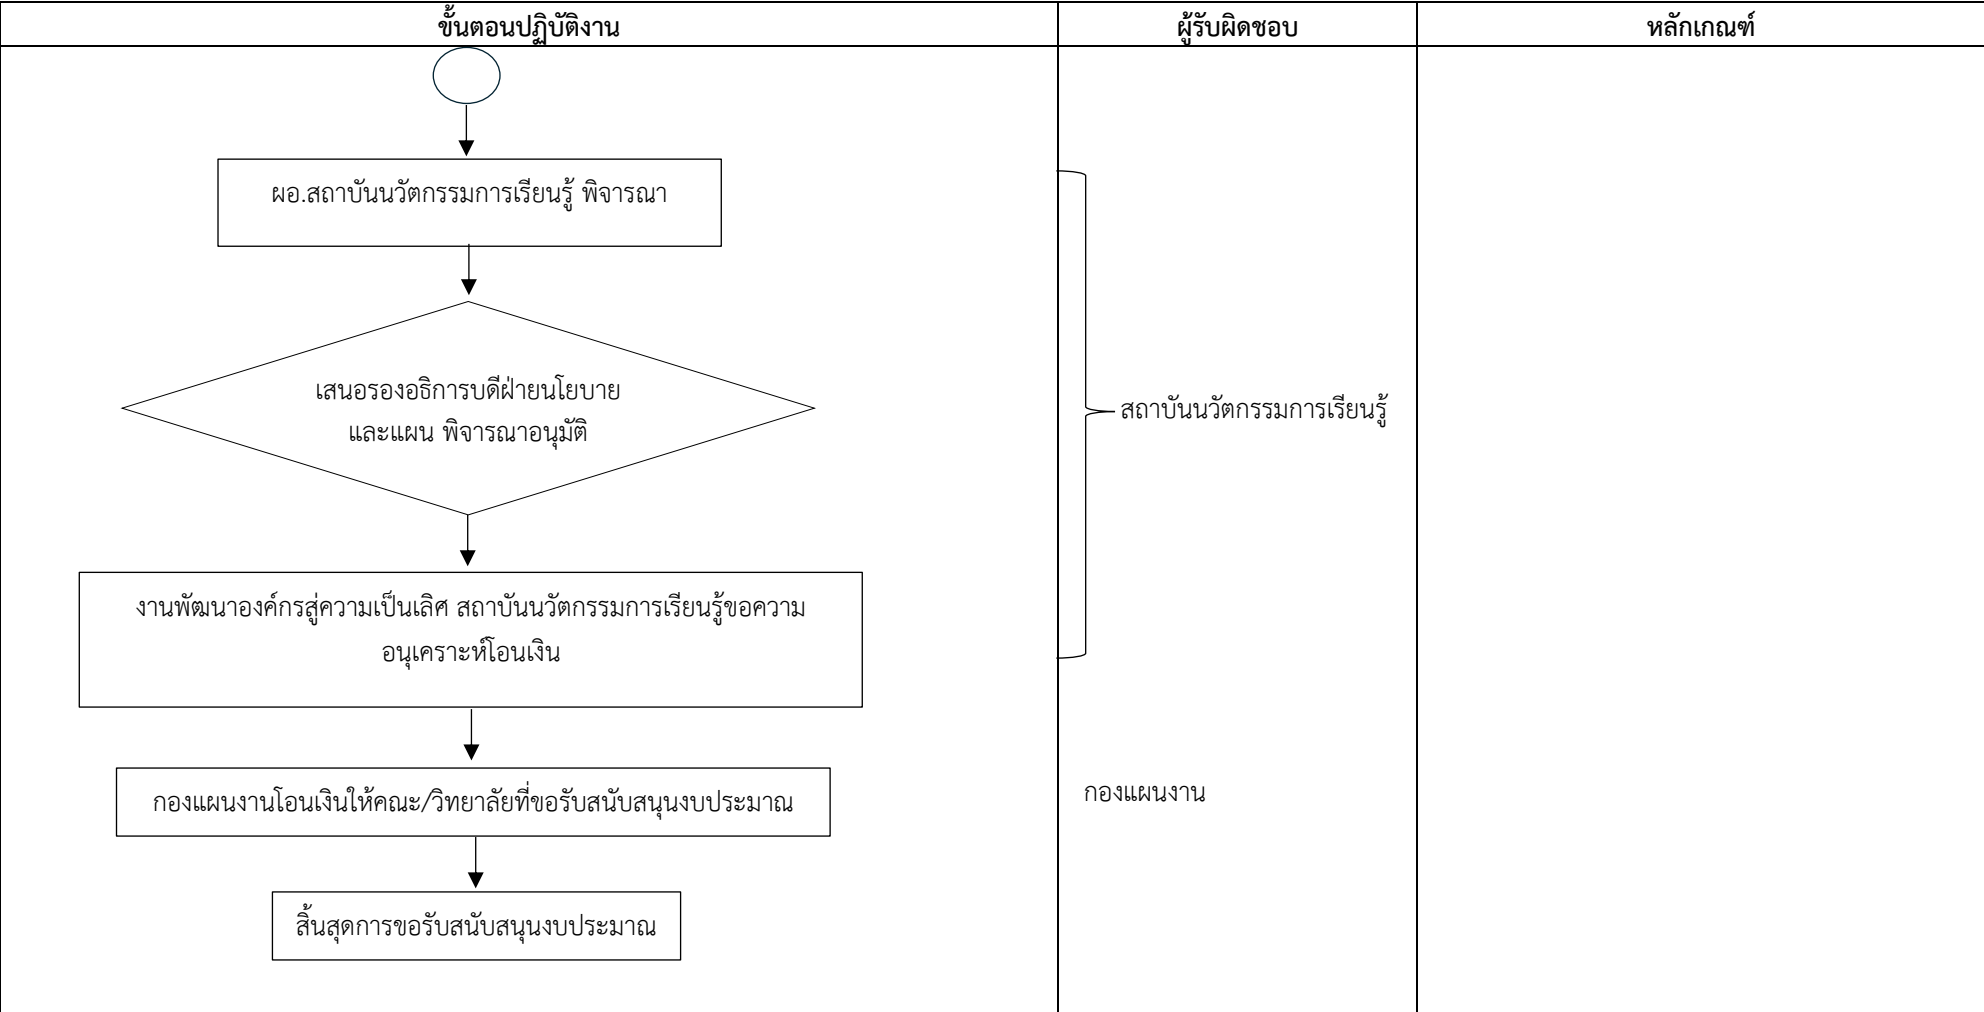 ขั้นตอนปฏิบัติงาน
ผู้รับผิดชอบ
หลักเกณฑ์
ผอ.สถาบันนวัตกรรมการเรียนรู้ พิจารณา
เสนอรองอธิการบดีฝ่ายนโยบาย
และแผน พิจารณาอนุมัติ
สถาบันนวัตกรรมการเรียนรู้
งานพัฒนาองค์กรสู่ความเป็นเลิศ สถาบันนวัตกรรมการเรียนรู้ขอความ
อนุเคราะห์โอนเงิน
กองแผนงานโอนเงินให้คณะ/วิทยาลัยที่ขอรับสนับสนุนงบประมาณ
กองแผนงาน
สิ้นสุดการขอรับสนับสนุนงบประมาณ